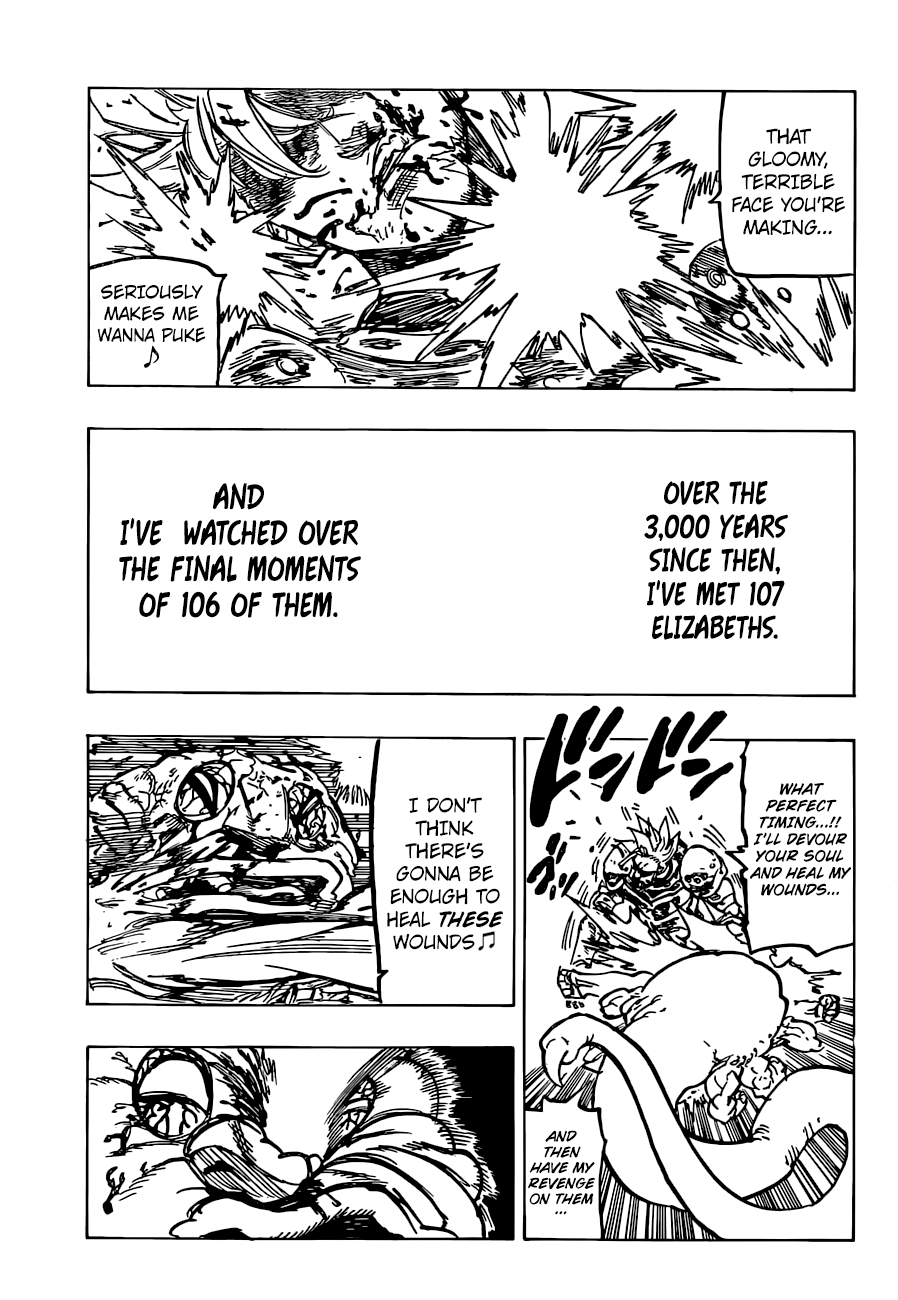 THAT
GLOOMY,
TERRIBLE
FACE YOU'RE
MAKING...
SERIOUSLY
MAKES ME
WANNA PUKE
♪
OVER THE
3,000 YEARS
SINCE THEN,
I'VE MET 107
ELIZABETHS.
AND
I'VE WATCHED OVER
THE FINAL MOMENTS
OF 106 OF THEM.
ドドン
WHAT
PERFECT
TIMING...!!
I'LL DEVOUR
YOUR SOUL
AND HEAL MY
WOUNDS...
AND
THEN
HAVE MY
REVENGE
ON THEM
...
I DON'T
THINK
THERE'S
GONNA BE
ENOUGH TO
HEAL THESE
WOUNDS♫